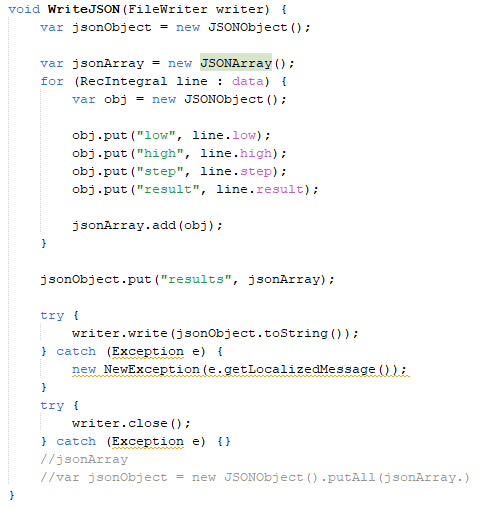 void WriteJSON(FileWriter writer) {
    var jsonObject = new JSONObject();

    var jsonArray = new JSONArray();
    for (RecIntegral line : data) {
        var obj = new JSONObject();

        obj.put("low", line.low);
        obj.put("high", line.high);
        obj.put("step", line.step);
        obj.put("result", line.result);

        jsonArray.add(obj);
    }

    jsonObject.put("results", jsonArray);

    try {
        writer.write(jsonObject.toString());
    } catch (Exception e) {
        new NewException(e.getLocalizedMessage());
    }
    try {
        writer.close();
    } catch (Exception e) {}
    //jsonArray
    //var jsonObject = new JSONObject().putAll(jsonArray.)
}